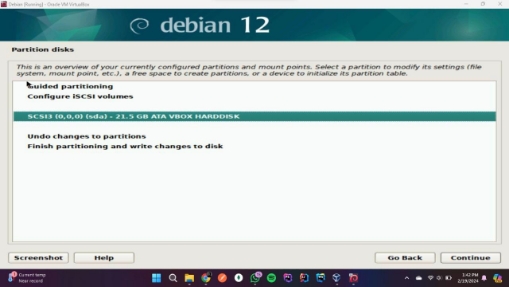 Debian [Running] - Oracle VM VirtualBox
debian 12
Partition disks
This is an overview of your currently configured partitions and mount points. Select a partition to modify its settings (file
system, mount point, etc.), a free space to create partitions, or a device to initialize its partition table.
Guided partitioning
Configure iSCSI volumes
SCSI3 (0,0,0) (sda) - 21.5 GB ATA VBOX HARDDISK
Undo changes to partitions
Finish partitioning and write changes to disk
Screenshot
Help
Go Back
Continue
Current temp
Near record
1:42 PM
2/19/2024